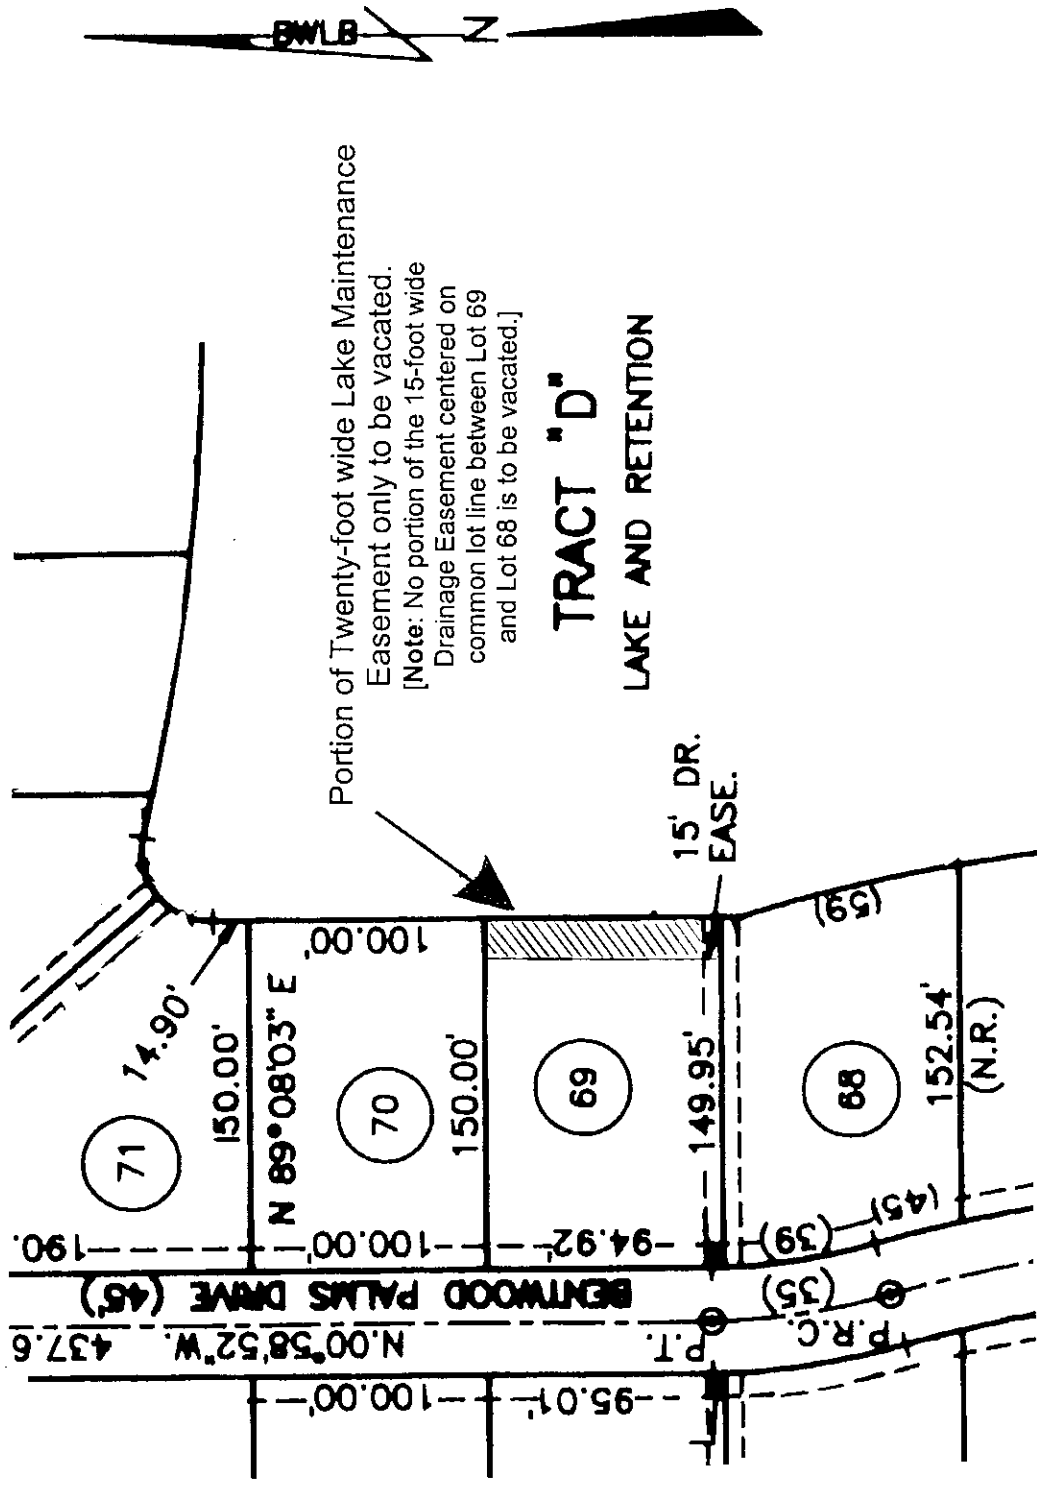 BWLB
N
Portion of Twenty-foot wide Lake Maintenance
Easement only to be vacated.
[Note: No portion of the 15-foot wide
Drainage Easement centered on
common lot line between Lot 69
and Lot 68 is to be vacated.]
TRACT "D"
LAKE AND RETENTION
15' DR.
EASE.
14.90'
71
150.00'
N 89°08'03" E
100.00'
70
150.00'
69
149.95'
(59)
68
152.54'
(N.R.)
190.
100.00'
94.92'
(39)
(45)
BENTWOOD PALMS DRIVE (45')
(35)
N.00°58'52"W. 437.6
P.T.
P.R.C.
100.00'
95.01'